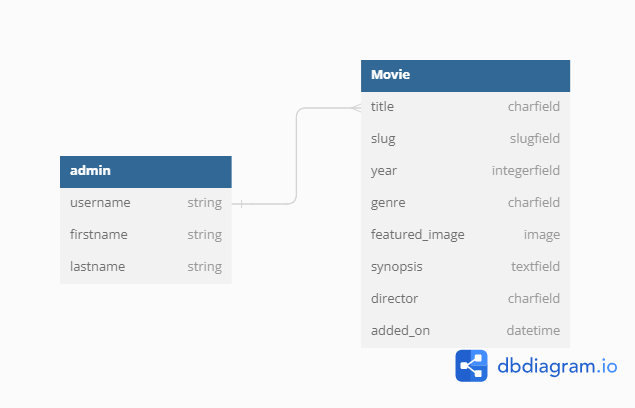 Movie
title charfield
slug slugfield
year integerfield
genre charfield
featured_image image
synopsis textfield
director charfield
added_on datetime
admin
username string
firstname string
lastname string
dbdiagram.io